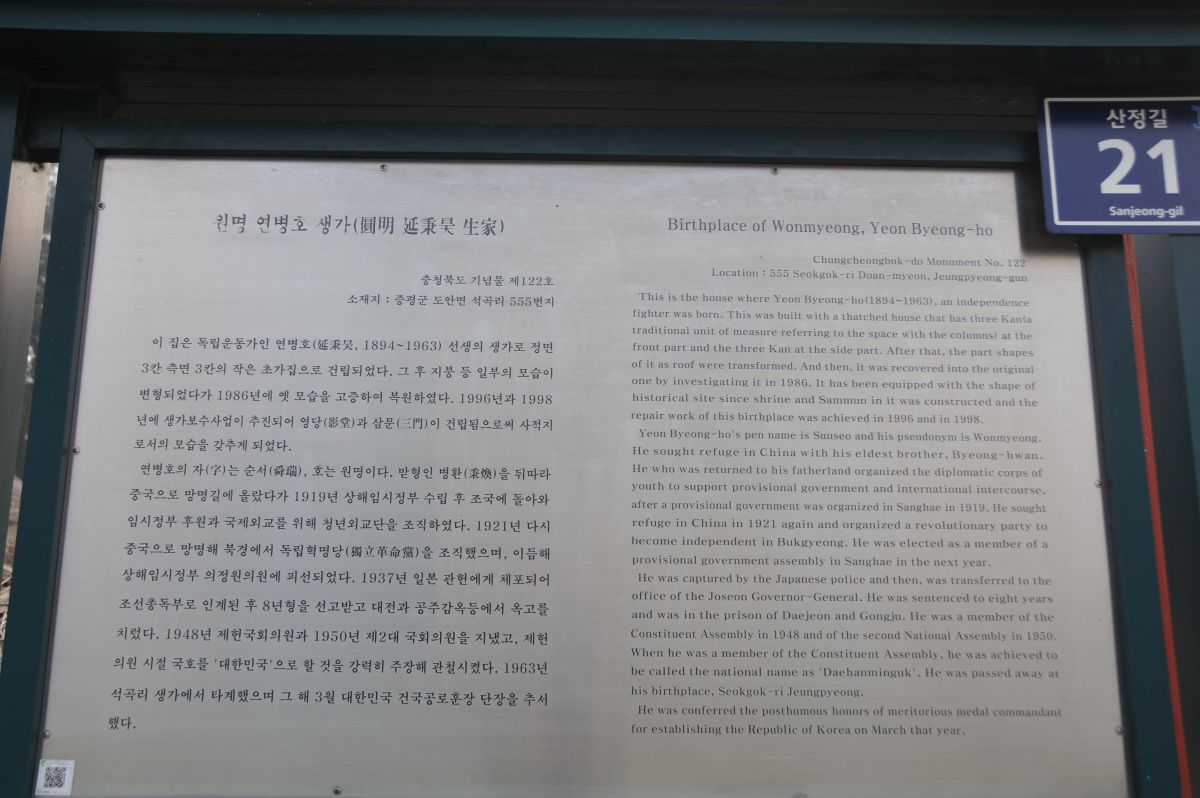 원명 연병호 생가(圓明 延秉昊 生家)
충청북도 기념물 제122호
소재지 : 증평군 도안면 석곡리 555번지
이 집은 독립운동가인 연병호(延秉昊, 1894~1963) 선생의 생가로 정면
3칸 측면 3칸의 작은 초가집으로 건립되었다. 그 후 지붕 등 일부의 모습이
변형되었다가 1986년에 옛 모습을 고증하여 복원하였다. 1996년과 1998
년에 생가보수사업이 추진되어 영당(影堂)과 삼문(三門)이 건립됨으로써 사적지
로서의 모습을 갖추게 되었다.
연병호의 자(字)는 순서(舜瑞), 호는 원명이다. 맏형인 병환(秉煥)을 뒤따라
중국으로 망명길에 올랐다가 1919년 상해임시정부 수립 후 조국에 돌아와
임시정부 후원과 국제외교를 위해 청년외교단을 조직하였다. 1921년 다시
중국으로 망명해 북경에서 독립혁명당(獨立革命黨)을 조직했으며, 이듬해
상해임시정부 의정원의원에 피선되었다. 1937년 일본 관헌에게 체포되어
조선총독부로 인계된 후 8년형을 선고받고 대전과 공주감옥등에서 옥고를
치렀다. 1948년 제헌국회의원과 1950년 제2대 국회의원을 지냈고, 제헌
의원 시절 국호를 '대한민국'으로 할 것을 강력히 주장해 관철시켰다. 1963년
석곡리 생가에서 타계했으며 그 해 3월 대한민국 건국공로훈장 단장을 추서
했다.
Birthplace of Wonmyeong, Yeon Byeong-ho
Chungcheongbuk-do Monument No. 122
Location : 555 Seokgok-ri Doan-myeon, Jeungpyeong-gun
This is the house where Yeon Byeong-ho(1894~1963), an independence
fighter was born. This was built with a thatched house that has three Kan(a
traditional unit of measure referring to the space with the columns) at the
front part and the three Kan at the side part. After that, the part shapes
of it as roof were transformed. And then, it was recovered into the original
one by investigating it in 1986. It has been equipped with the shape of
historical site since shrine and Sammun in it was constructed and the
repair work of this birthplace was achieved in 1996 and in 1998.
Yeon Byeong-ho's pen name is Sunseo and his pseudonym is Wonmyeong.
He sought refuge in China with his eldest brother, Byeong-hwan.
He who was returned to his fatherland organized the diplomatic corps of
youth to support provisional government and international intercourse,
after a provisional government was organized in Sanghae in 1919. He sought
refuge in China in 1921 again and organized a revolutionary party to
become independent in Bukgyeong. He was elected as a member of a
provisional government assembly in Sanghae in the next year.
He was captured by the Japanese police and then, was transferred to the
office of the Joseon Governor-General. He was sentenced to eight years
and was in the prison of Daejeon and Gongju. He was a member of the
Constituent Assembly in 1948 and of the second National Assembly in 1950.
When he was a member of the Constituent Assembly, he was achieved to
be called the national name as 'Daehanminguk'. He was passed away at
his birthplace, Seokgok-ri Jeungpyeong.
He was conferred the posthumous honors of meritorious medal commandant
for establishing the Republic of Korea on March that year.
산정길
21
Sanjeong-gil